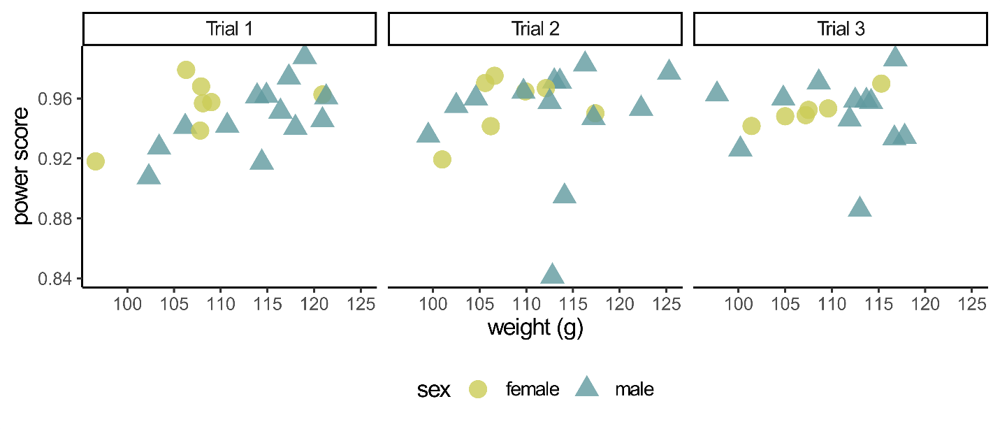 Trial 1 Trial 2 Trial 3
power score
0.96
0.92
0.88
0.84
100 105 110 115 120 125 100 105 110 115 120 125 100 105 110 115 120 125
weight (g)
sex female male